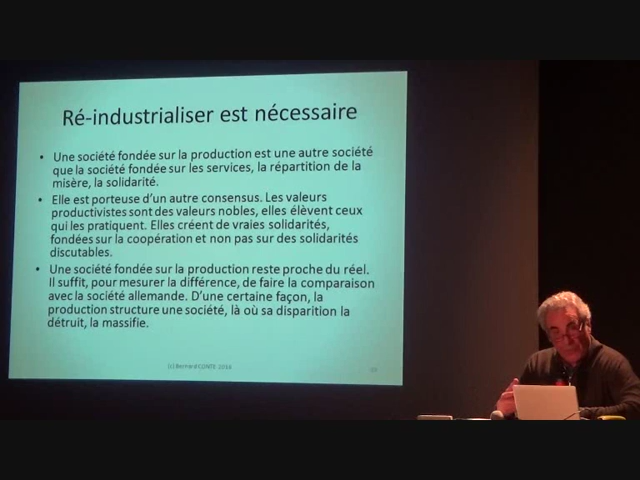 Ré-industrialiser est nécessaire
• Une société fondée sur la production est une autre société
que la société fondée sur les services, la répartition de la
misère, la solidarité.
• Elle est porteuse d'un autre consensus. Les valeurs
productivistes sont des valeurs nobles, elles élèvent ceux
qui les pratiquent. Elles créent de vraies solidarités,
fondées sur la coopération et non pas sur des solidarités
discutables.
• Une société fondée sur la production reste proche du réel.
Il suffit, pour mesurer la différence, de faire la comparaison
avec la société allemande. D'une certaine façon, la
production structure une société, là où sa disparition la
détruit, la massifie.
(c) Bernard CONTE 2016